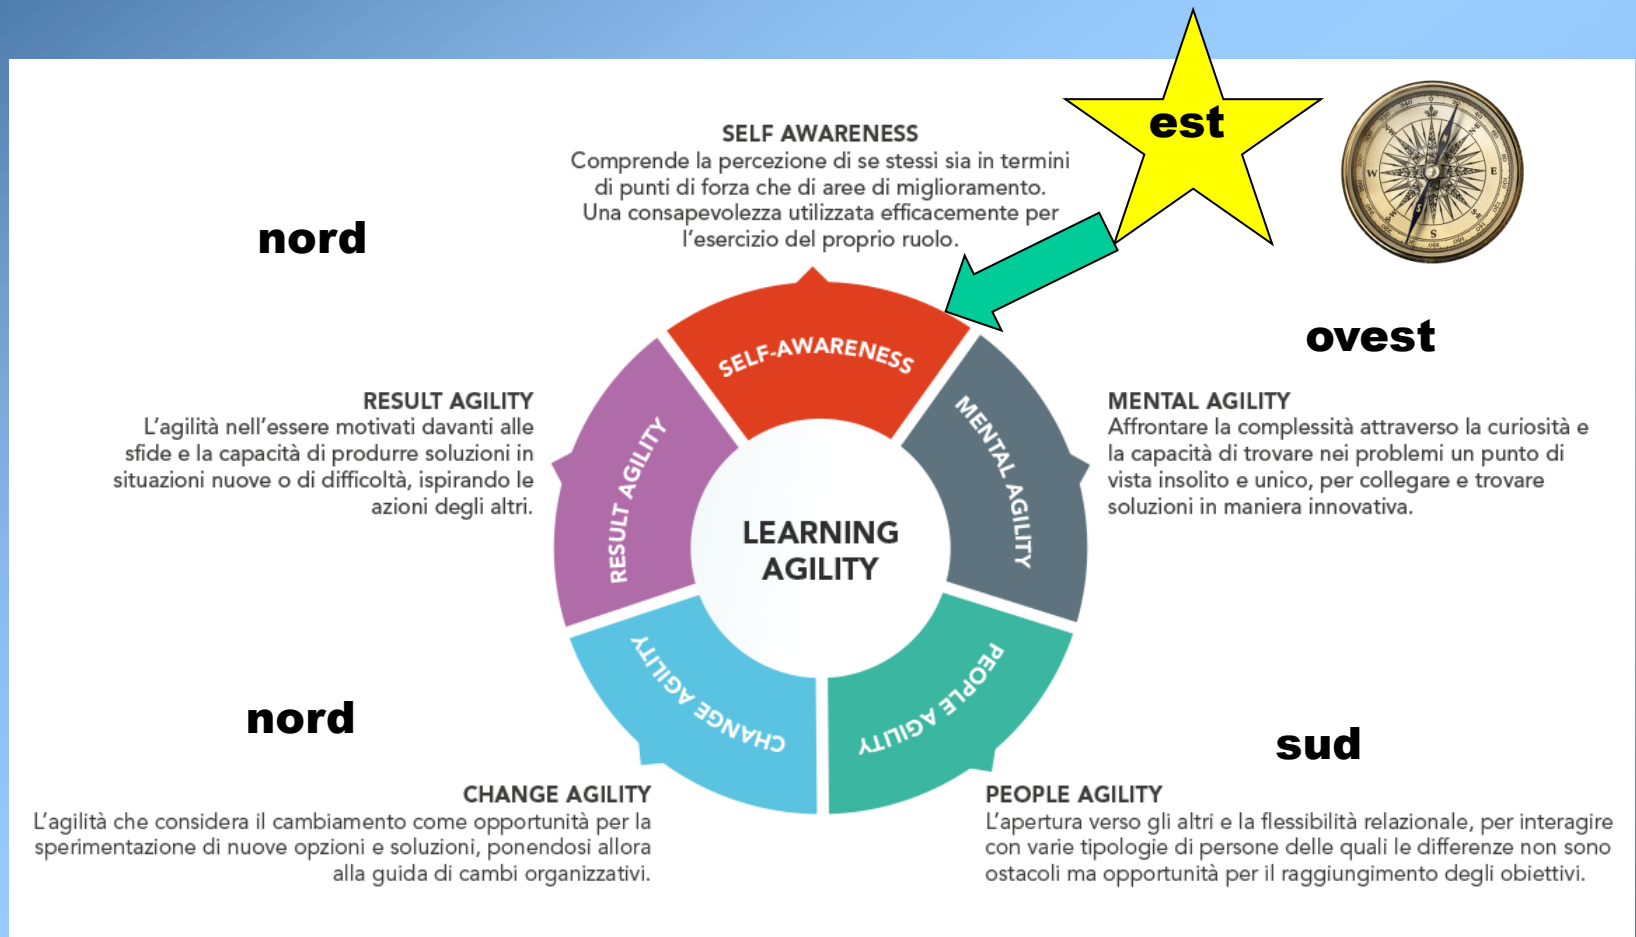 est
SELF AWARENESS
Comprende la percezione di se stessi sia in termini
di punti di forza che di aree di miglioramento.
Una consapevolezza utilizzata efficacemente per
l'esercizio del proprio ruolo.
nord
ovest
SELF-AWARENESS
RESULT AGILITY
L'agilità nell'essere motivati davanti alle
sfide e la capacità di produrre soluzioni in
situazioni nuove o di difficoltà, ispirando le
azioni degli altri.
RESULT AGILITY
MENTAL AGILITY
MENTAL AGILITY
Affrontare la complessità attraverso la curiosità e
la capacità di trovare nei problemi un punto di
vista insolito e unico, per collegare e trovare
soluzioni in maniera innovativa.
LEARNING
AGILITY
CHANGE AGILITY
PEOPLE AGILITY
nord
sud
CHANGE AGILITY
L'agilità che considera il cambiamento come opportunità per la
sperimentazione di nuove opzioni e soluzioni, ponendosi allora
alla guida di cambi organizzativi.
PEOPLE AGILITY
L'apertura verso gli altri e la flessibilità relazionale, per interagire
con varie tipologie di persone delle quali le differenze non sono
ostacoli ma opportunità per il raggiungimento degli obiettivi.
W
E
S